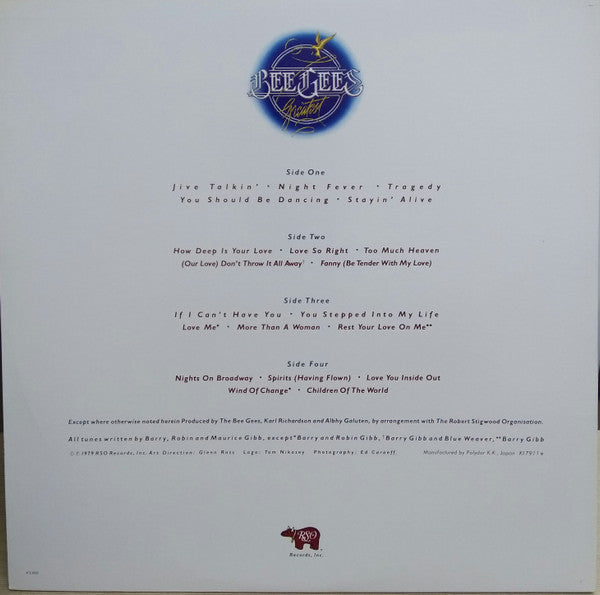 BEE GEES
Greatest
Side One
Jive Talkin' • Night Fever • Tragedy
You Should Be Dancing • Stayin' Alive
Side Two
How Deep Is Your Love • Love So Right • Too Much Heaven
(Our Love) Don't Throw It All Away† • Fanny (Be Tender With My Love)
Side Three
If I Can't Have You • You Stepped Into My Life
Love Me* • More Than A Woman • Rest Your Love On Me**
Side Four
Nights On Broadway • Spirits (Having Flown) • Love You Inside Out
Wind Of Change* • Children Of The World
Except where otherwise noted herein Produced by The Bee Gees, Karl Richardson and Albhy Galuten, by arrangement with The Robert Stigwood Organisation.
All tunes written by Barry, Robin and Maurice Gibb, except *Barry and Robin Gibb, †Barry Gibb and Blue Weaver, **Barry Gibb
©℗ 1979 RSO Records, Inc. Art Direction: Glenn Ross Logo: Tom Nikosey Photography: Ed Caraeff. Manufactured by Polydor K.K., Japan
RSO
Records, Inc.